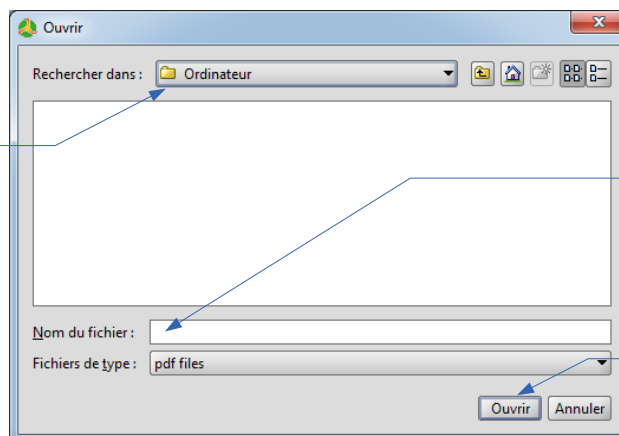 Ouvrir
Rechercher dans : Ordinateur
Nom du fichier :
Fichiers de type : pdf files
Ouvrir Annuler